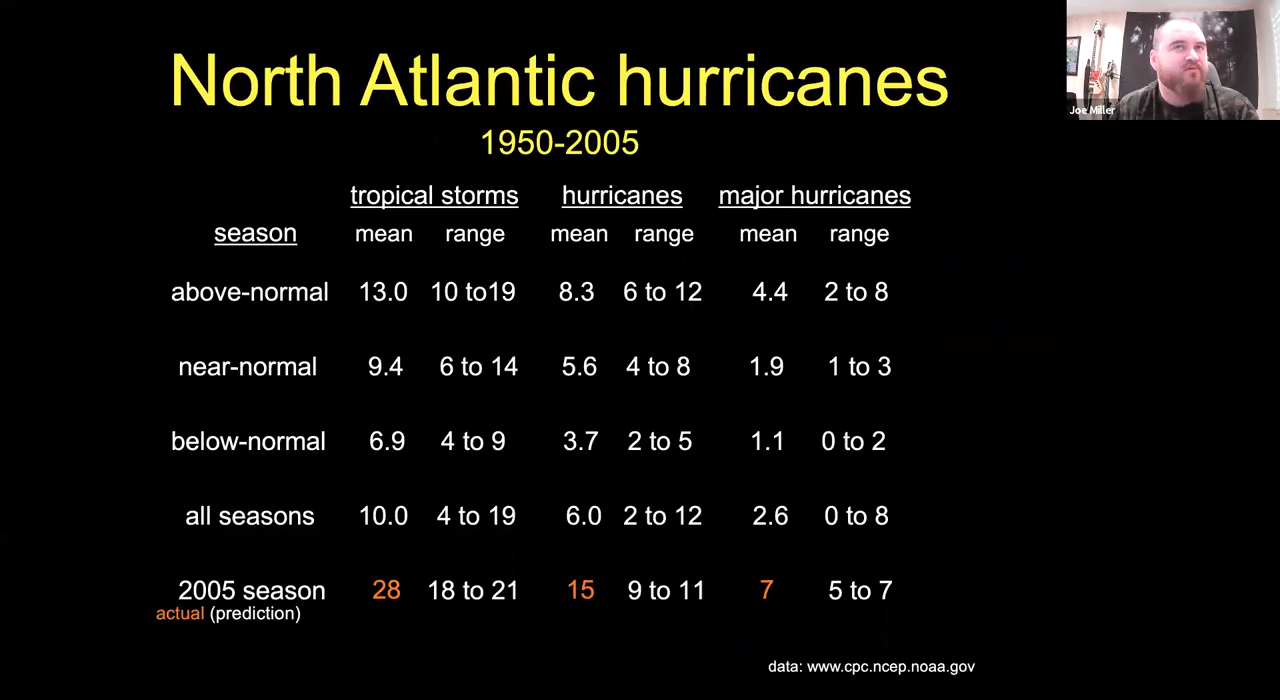 North Atlantic hurricanes
Joe Miller
1950-2005
tropical storms hurricanes major hurricanes
season mean range mean range mean range
above-normal 13.0 10 to19 8.3 6 to 12 4.4 2 to 8
near-normal 9.4 6 to 14 5.6 4 to 8 1.9 1 to 3
below-normal 6.9 4 to 9 3.7 2 to 5 1.1 0 to 2
all seasons 10.0 4 to 19 6.0 2 to 12 2.6 0 to 8
2005 season 28 18 to 21 15 9 to 11 7 5 to 7
actual (prediction)
data: www.cpc.ncep.noaa.gov